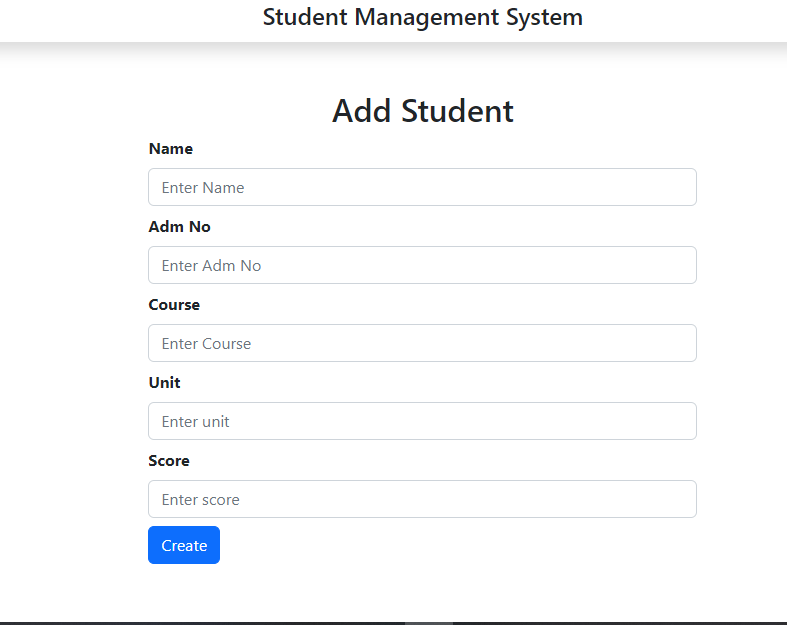 Student Management System
Add Student
Name
Enter Name
Adm No
Enter Adm No
Course
Enter Course
Unit
Enter unit
Score
Enter score
Create